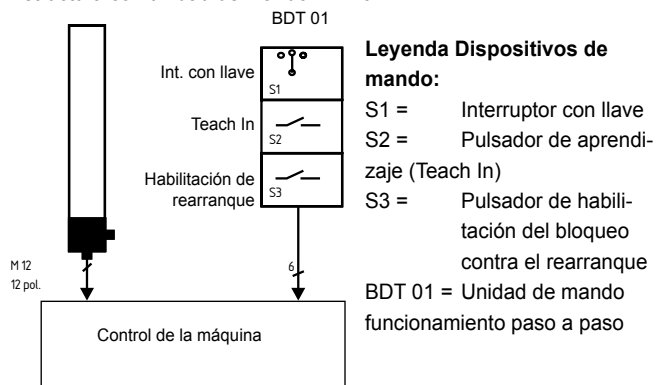 BDT 01
Int. con llave
S1
Teach In
S2
Habilitación de
rearranque
S3
M 12
12 pol.
6
Control de la máquina
Leyenda Dispositivos de
mando:
S1 = Interruptor con llave
S2 = Pulsador de aprendi-
zaje (Teach In)
S3 = Pulsador de habili-
tación del bloqueo
contra el rearranque
BDT 01 = Unidad de mando
funcionamiento paso a paso